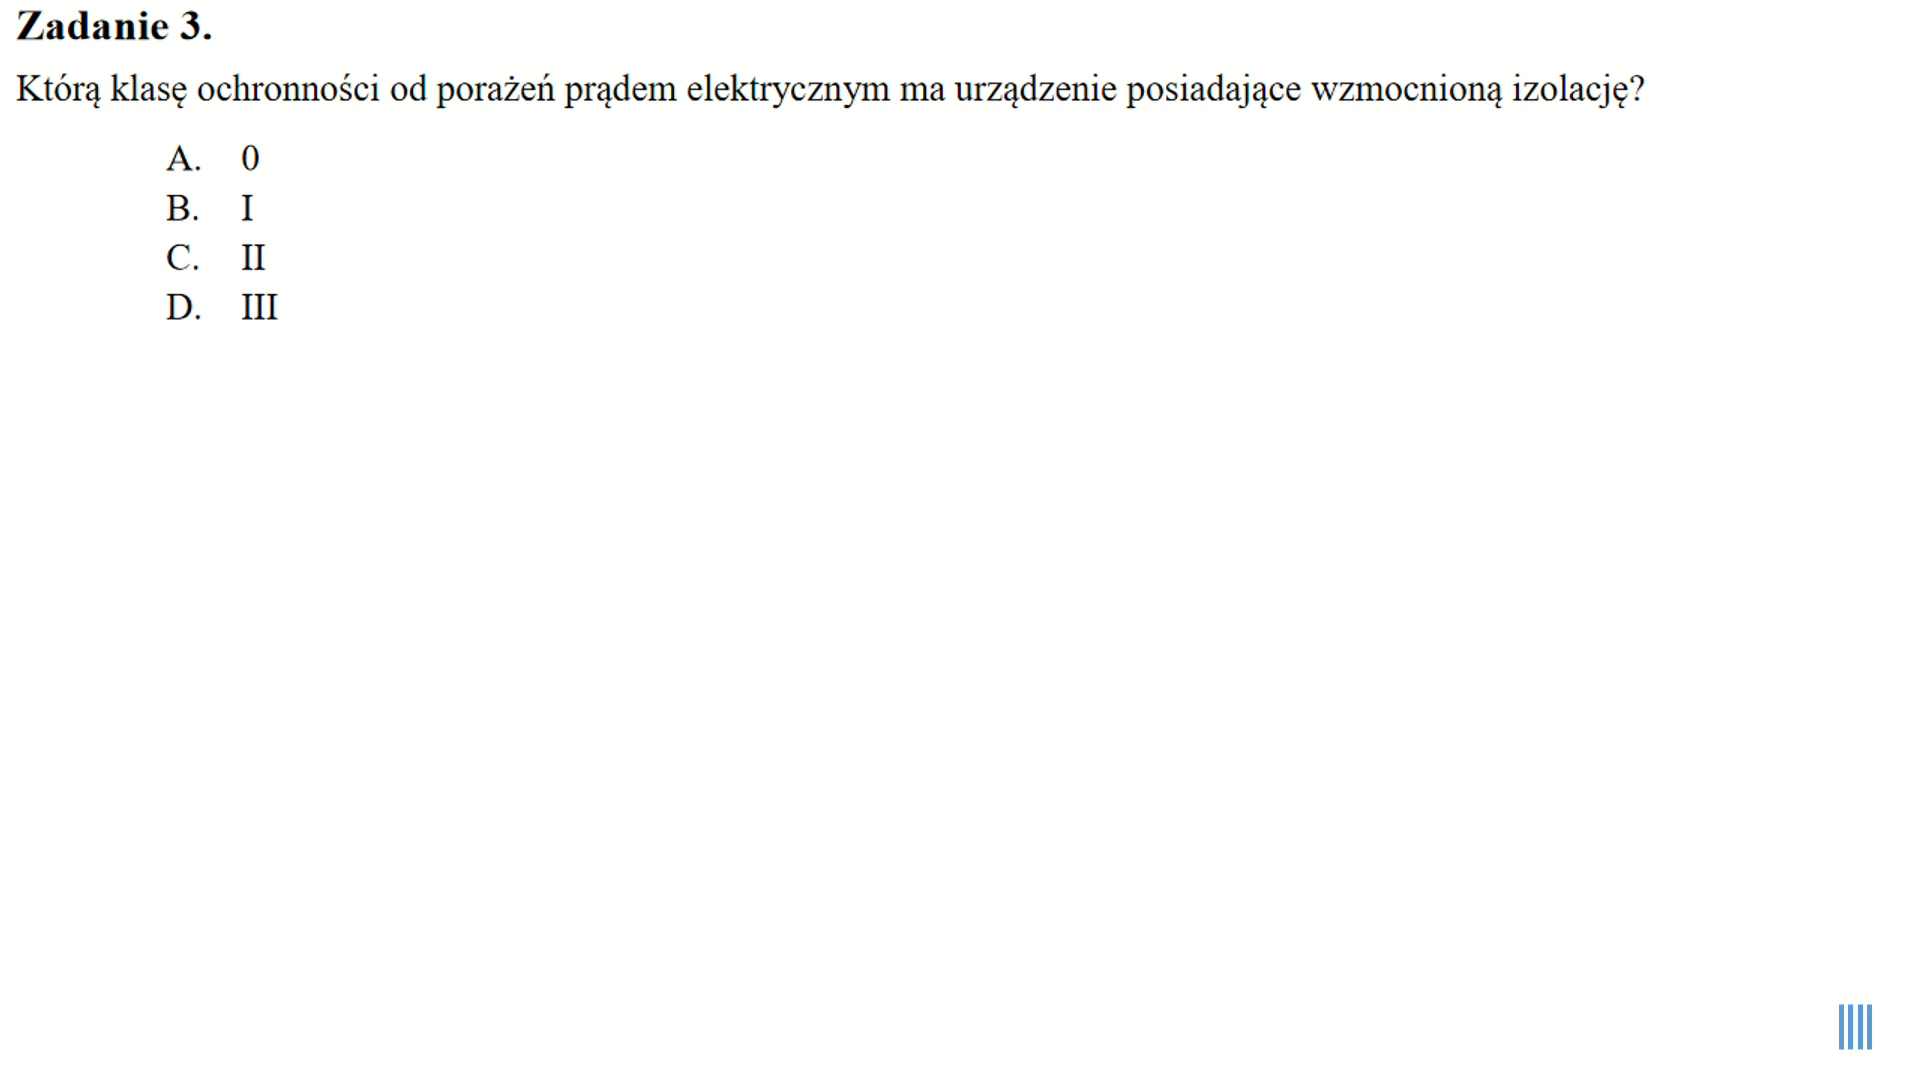 Zadanie 3.
Którą klasę ochronności od porażeń prądem elektrycznym ma urządzenie posiadające wzmocnioną izolację?
A. 0
B. I
C. II
D. III